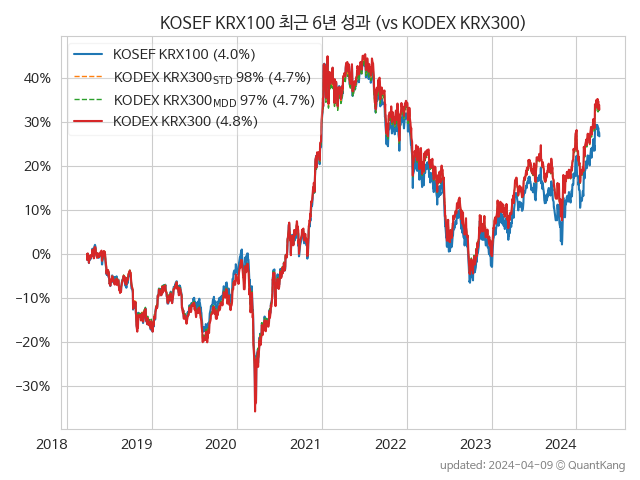 KOSEF KRX100 최근 6년 성과 (vs KODEX KRX300)
KOSEF KRX100 (4.0%)
KODEX KRX300STD 98% (4.7%)
KODEX KRX300MDD 97% (4.7%)
KODEX KRX300 (4.8%)
40%
30%
20%
10%
0%
−10%
−20%
−30%
2018 2019 2020 2021 2022 2023 2024
updated: 2024-04-09 © QuantKang